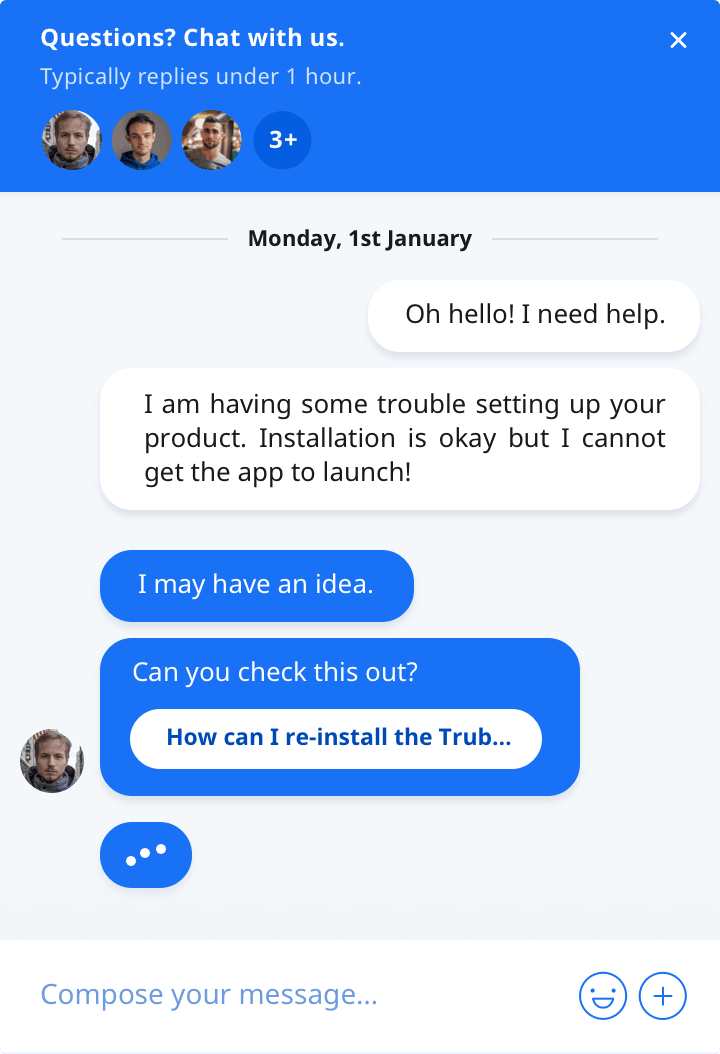 Questions? Chat with us.
Typically replies under 1 hour.
3+
Monday, 1st January
Oh hello! I need help.
I am having some trouble setting up your
product. Installation is okay but I cannot
get the app to launch!
I may have an idea.
Can you check this out?
How can I re-install the Trub...
Compose your message...